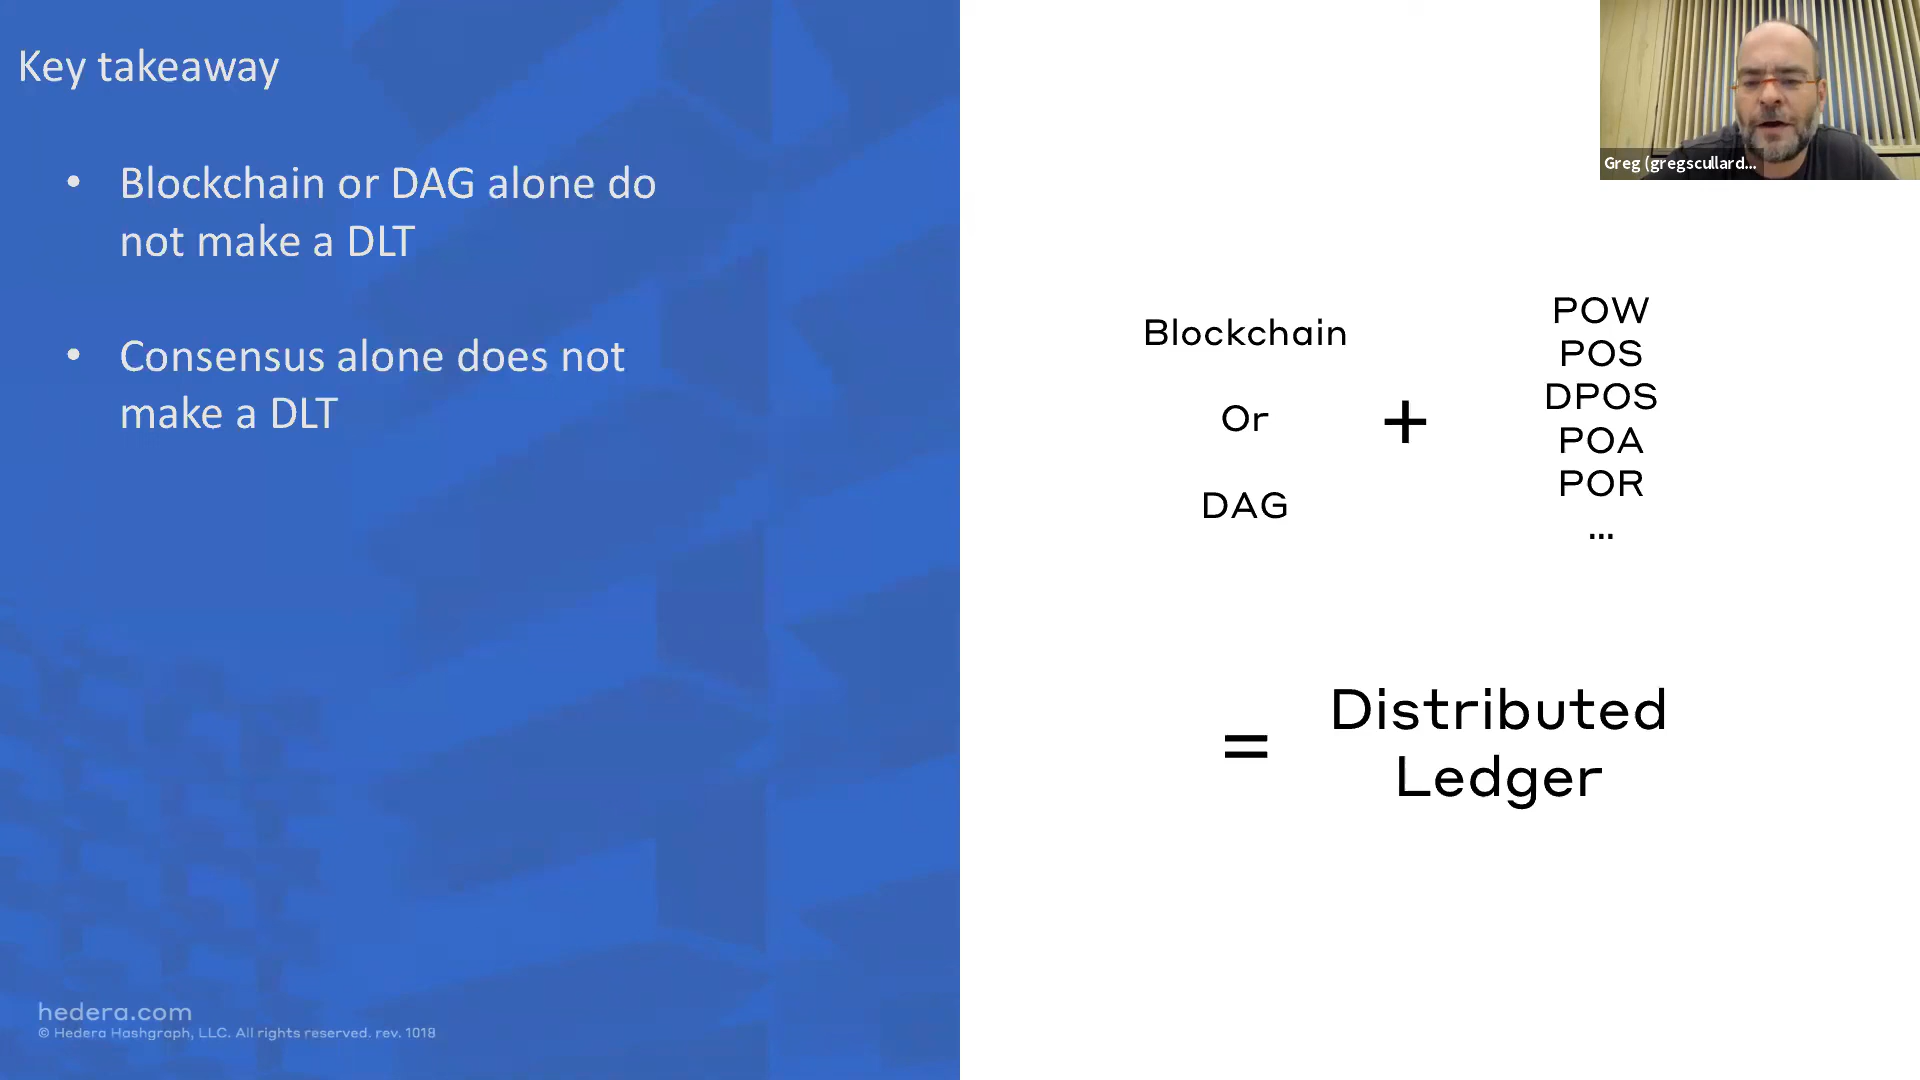 Key takeaway
• Blockchain or DAG alone do
not make a DLT
• Consensus alone does not
make a DLT
hedera.com
© Hedera Hashgraph, LLC. All rights reserved. rev. 1018
Blockchain
Or
DAG
+
POW
POS
DPOS
POA
POR
...
=
Distributed
Ledger
Greg (gregscullard...